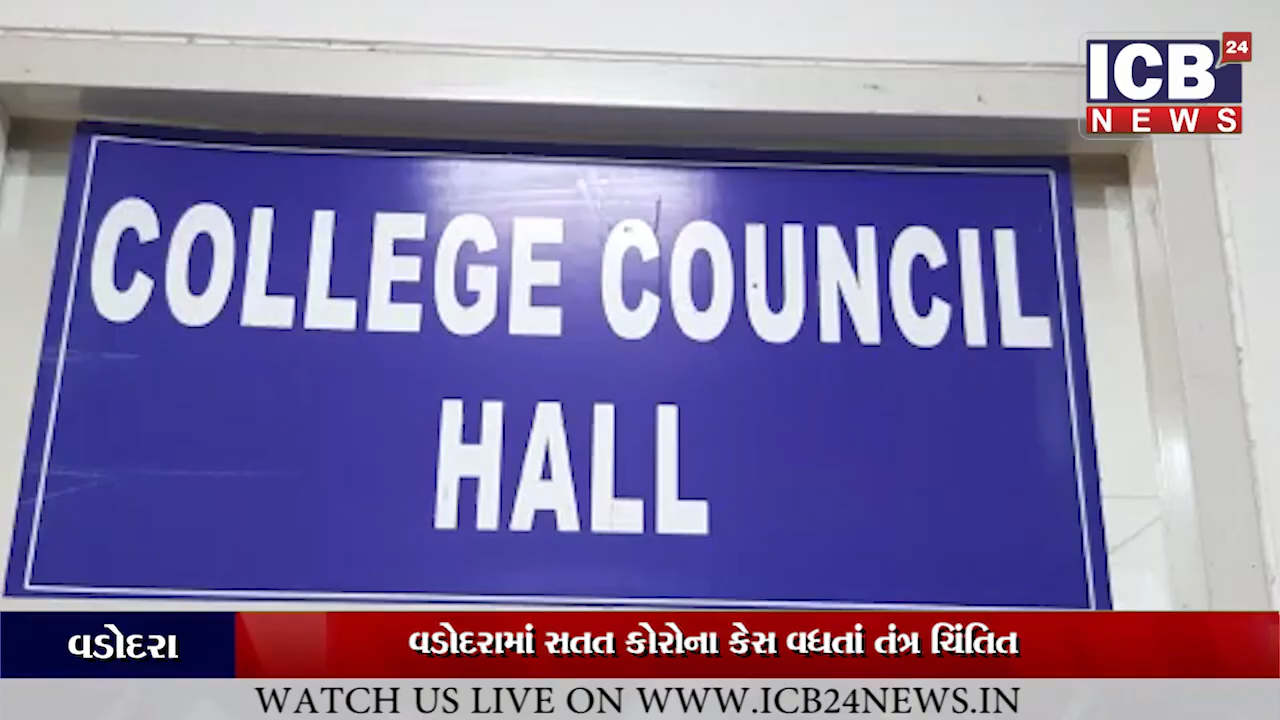 ICB 24
NEWS
COLLEGE COUNCIL
HALL
વડોદરા
વડોદરામાં સતત કોરોના કેસ વધતાં તંત્ર ચિંતિત
WATCH US LIVE ON WWW.ICB24NEWS.IN